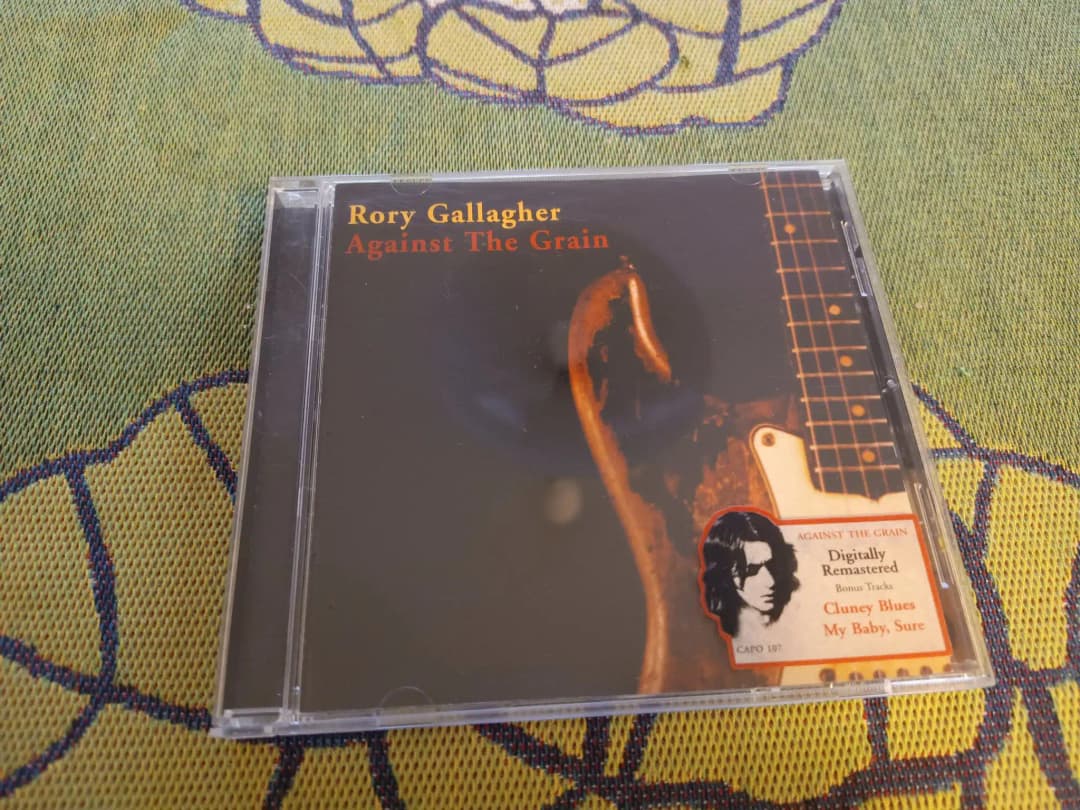 Rory Gallagher
Against The Grain
AGAINST THE GRAIN
Digitally
Remastered
Bonus Tracks
Cluney Blues
My Baby, Sure
CAPO 107